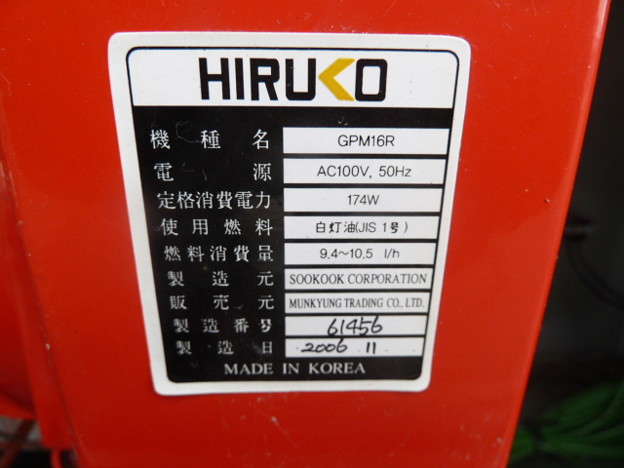 HIRUKO
機種名 GPM16R
電源 AC100V, 50Hz
定格消費電力 174W
使用燃料 白灯油(JIS 1号)
燃料消費量 9.4~10.5 l/h
製造元 SOOKOOK CORPORATION
販売元 MUNKYUNG TRADING CO., LTD.
製造番号 61456
製造日 2006 11
MADE IN KOREA